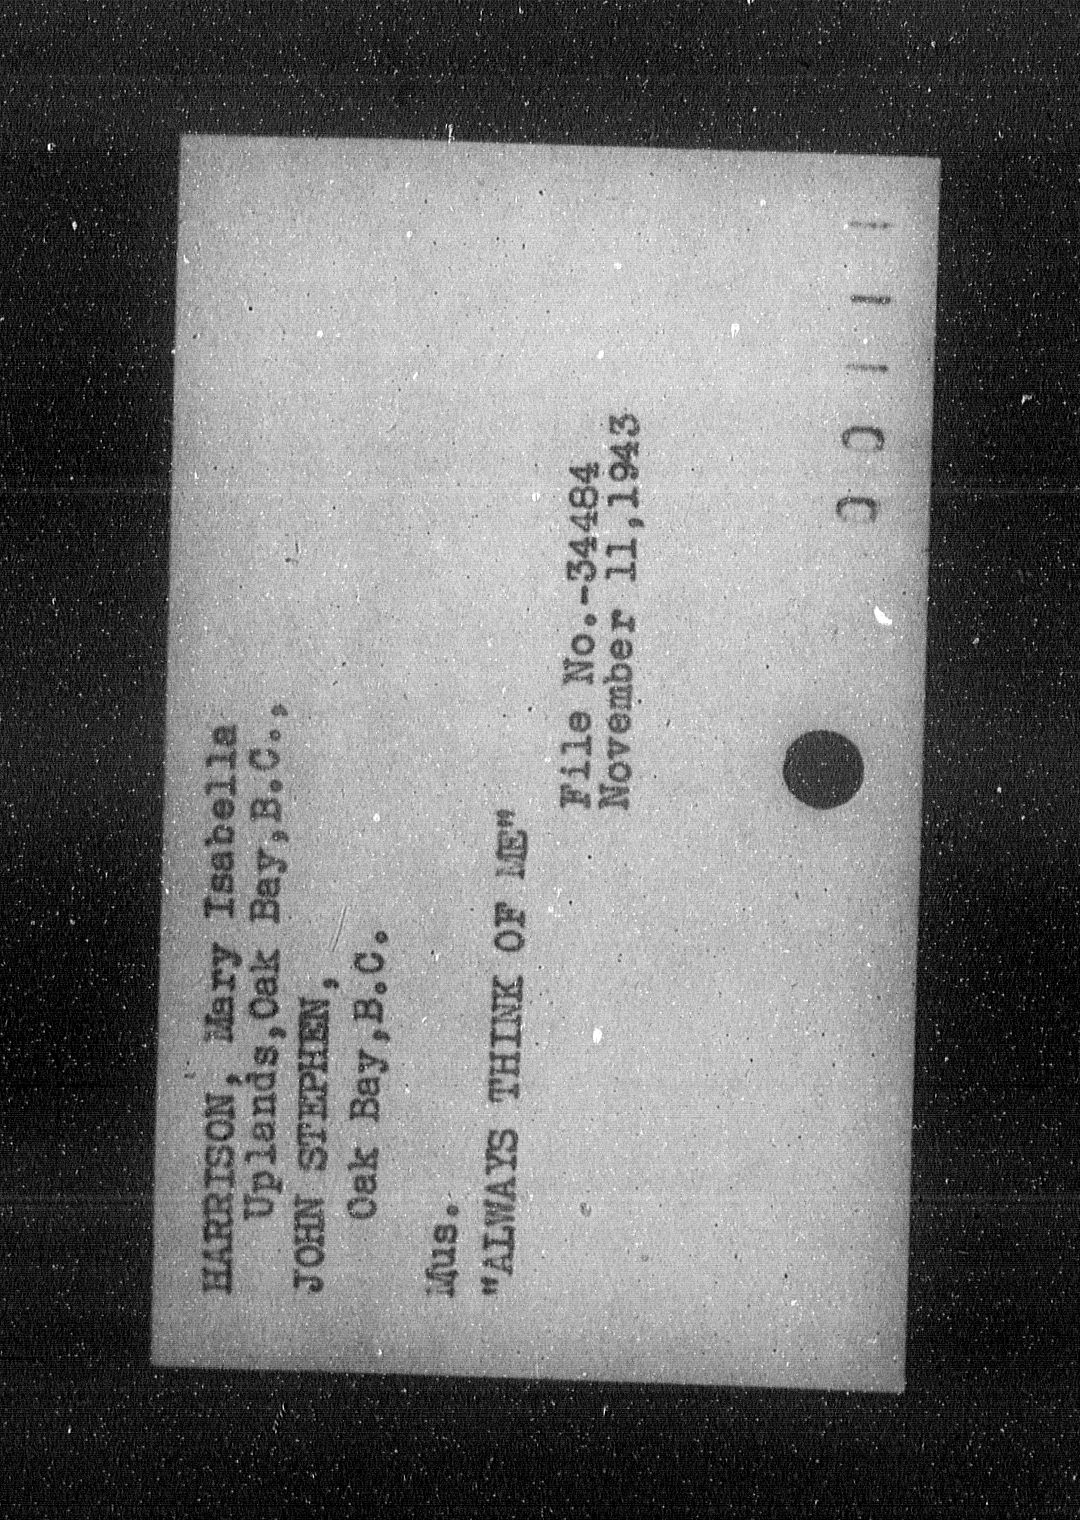 HARRISON, Mary Isabella
Uplands,Oak Bay,B.C.,
JOHN STEPHEN,
Oak Bay,B.C.
Mus.
"ALWAYS THINK OF ME"
File No.-34484
November 11,1943
00111